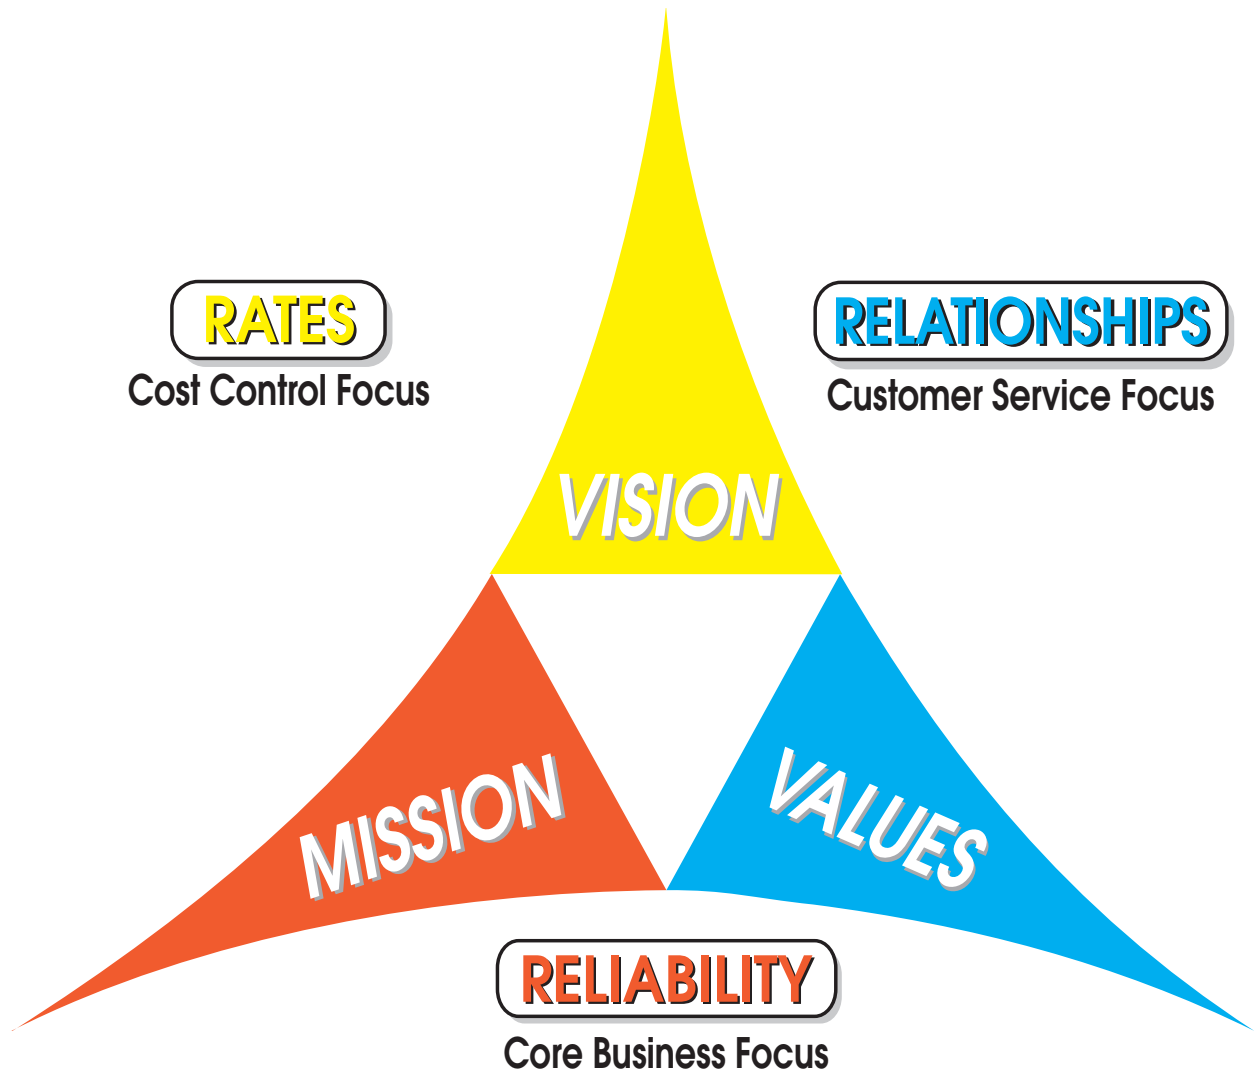 RATES
Cost Control Focus
RELATIONSHIPS
Customer Service Focus
VISION
MISSION
VALUES
RELIABILITY
Core Business Focus